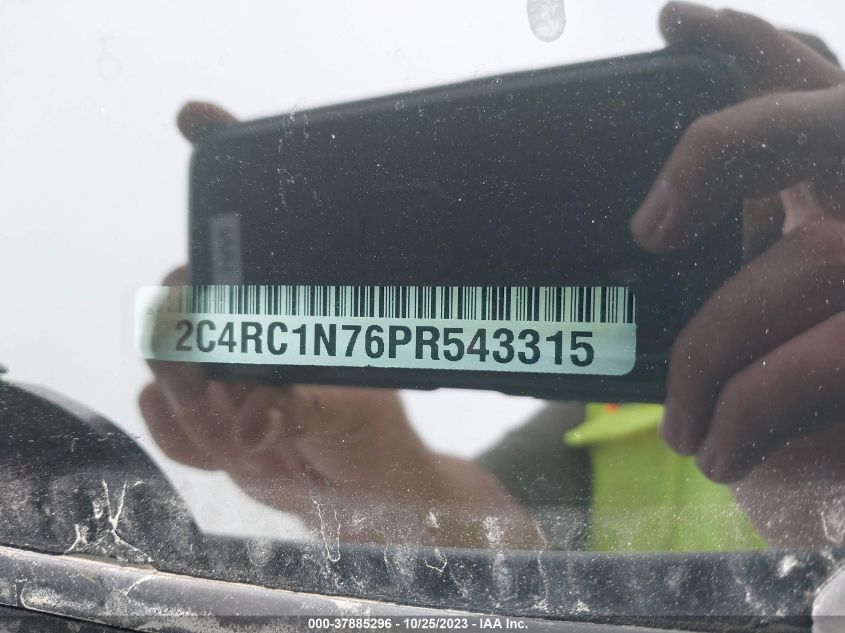 2C4RC1N76PR543315
000-37885296 - 10/25/2023 - IAA Inc.